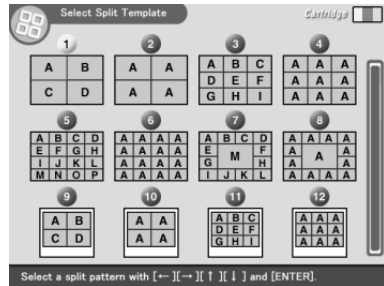 Select Split Template
Cartridge
1 2 3 4
A B
C D
A A
A A
A B C
D E F
G H I
A A A
A A A
A A A
5 6 7 8
A B C D
E F G H
I J K L
M N O P
A A A A
A A A A
A A A A
A A A A
A B C D
E F
M
G H
I J K L
A A A A
A A
A
A A
A A A A
9 10 11 12
A B
C D
A A
A A
A B C
D E F
G H I
A A A
A A A
A A A
Select a split pattern with [←][→][↑][↓] and [ENTER].